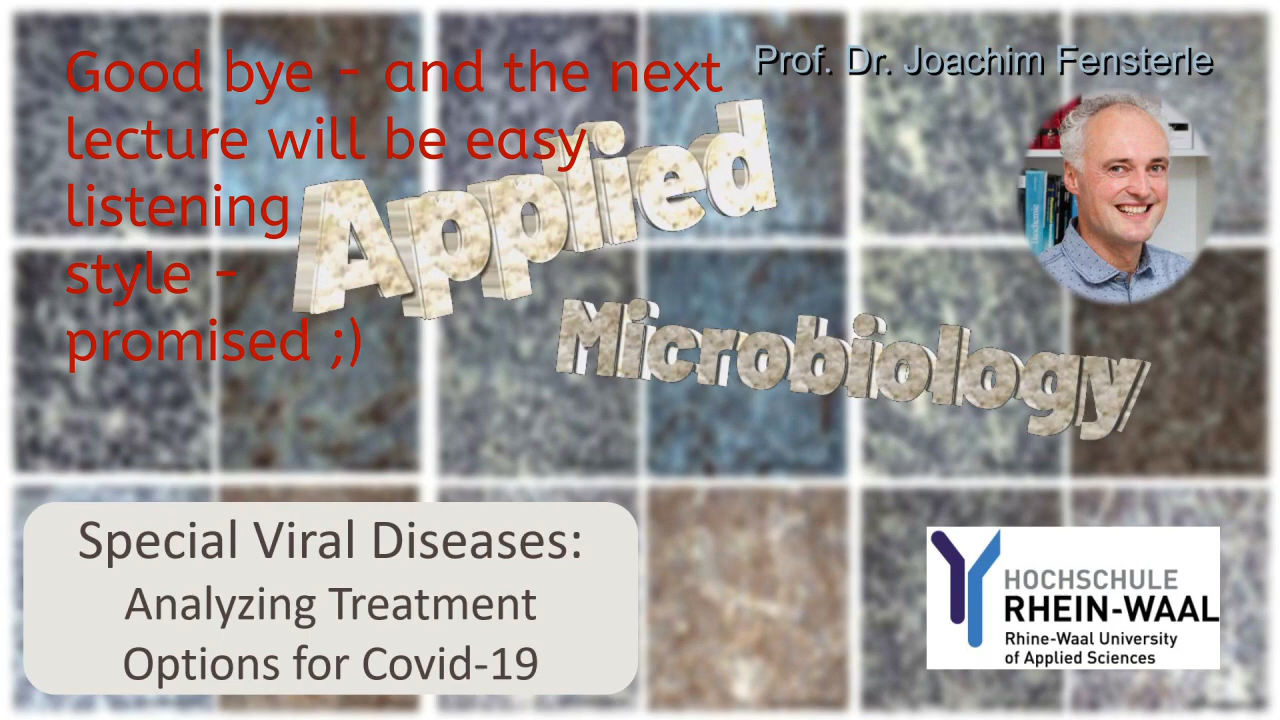 Good bye - and the next
lecture will be easy
listening
style -
promised ;)
Prof. Dr. Joachim Fensterle
Applied
Microbiology
Special Viral Diseases:
Analyzing Treatment
Options for Covid-19
HOCHSCHULE
RHEIN-WAAL
Rhine-Waal University
of Applied Sciences